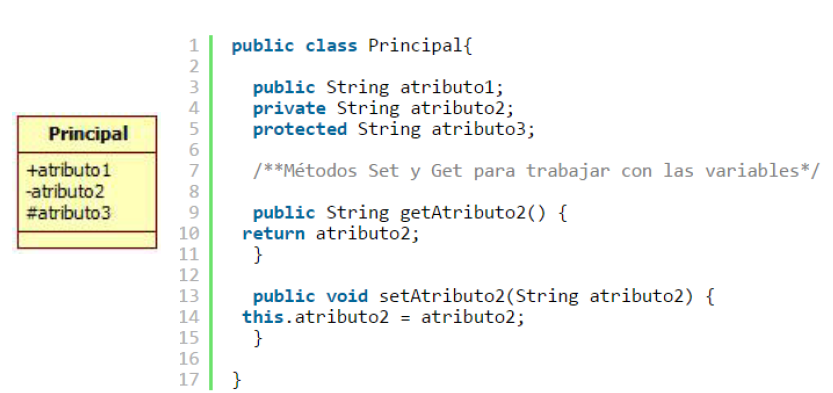 Principal
+atributo1
-atributo2
#atributo3
1 public class Principal{
2
3 public String atributo1;
4 private String atributo2;
5 protected String atributo3;
6
7 /**Métodos Set y Get para trabajar con las variables*/
8
9 public String getAtributo2() {
10 return atributo2;
11 }
12
13 public void setAtributo2(String atributo2) {
14 this.atributo2 = atributo2;
15 }
16
17 }